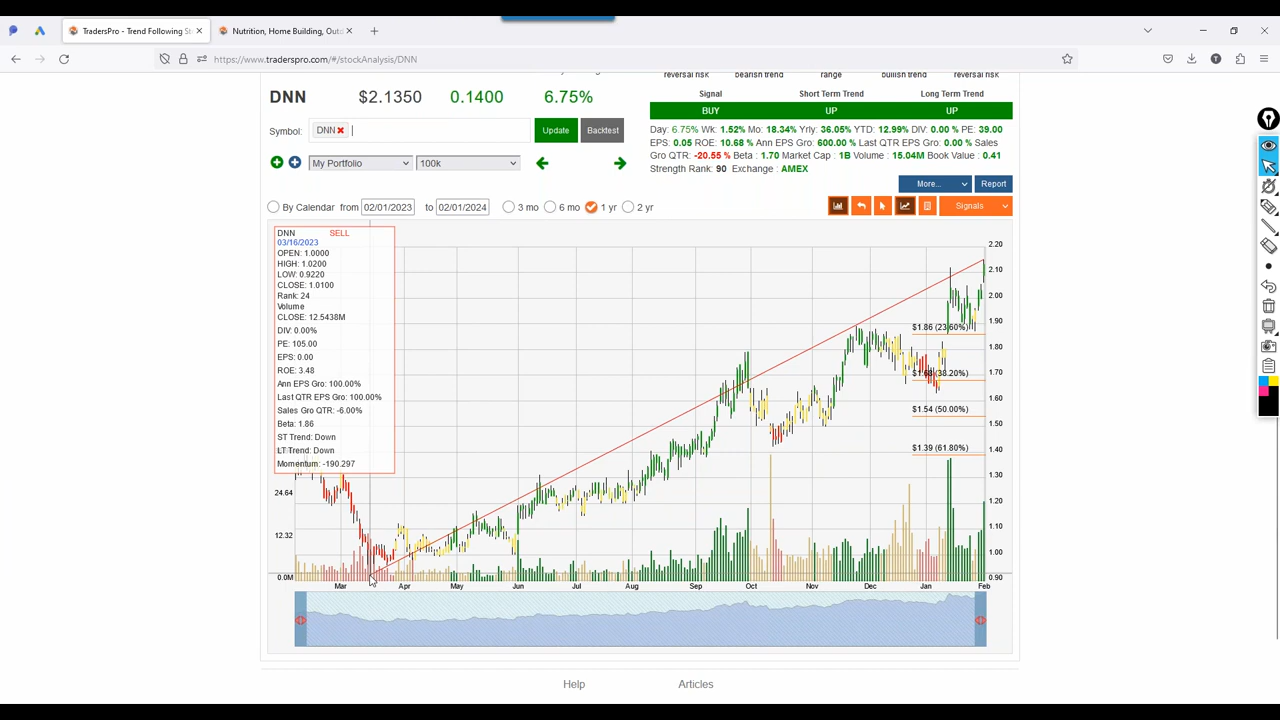 TradersPro - Trend Following St
Nutrition, Home Building, Out
https://www.traderspro.com/#/stockAnalysis/DNN
reversal risk bearish trend range bullish trend reversal risk
DNN $2.1350 0.1400 6.75%
Signal Short Term Trend Long Term Trend
BUY UP UP
Symbol: DNN Update Backtest
Day: 6.75% Wk: 1.52% Mo: 18.34% Yrly: 36.05% YTD: 12.99% DIV: 0.00 % PE: 39.00
EPS: 0.05 ROE: 10.68 % Ann EPS Gro: 600.00 % Last QTR EPS Gro: 0.00 % Sales
Gro QTR: -20.55 % Beta : 1.70 Market Cap : 1B Volume : 15.04M Book Value : 0.41
Strength Rank: 90 Exchange : AMEX
My Portfolio 100k
More... Report
By Calendar from 02/01/2023 to 02/01/2024 3 mo 6 mo 1 yr 2 yr
Signals
DNN SELL
03/16/2023
OPEN: 1.0000
HIGH: 1.0200
LOW: 0.9220
CLOSE: 1.0100
Rank: 24
Volume
CLOSE: 12.5438M
DIV: 0.00%
PE: 105.00
EPS: 0.00
ROE: 3.48
Ann EPS Gro: 100.00%
Last QTR EPS Gro: 100.00%
Sales Gro QTR: -6.00%
Beta: 1.86
ST Trend: Down
LT Trend: Down
Momentum: -190.297
2.20
2.10
2.00
1.90
1.80
1.70
1.60
1.50
1.40
1.30
1.20
1.10
1.00
0.90
$1.86 (23.60%)
$1.68 (38.20%)
$1.54 (50.00%)
$1.39 (61.80%)
24.64
12.32
0.0M
Mar Apr May Jun Jul Aug Sep Oct Nov Dec Jan Feb
Help Articles